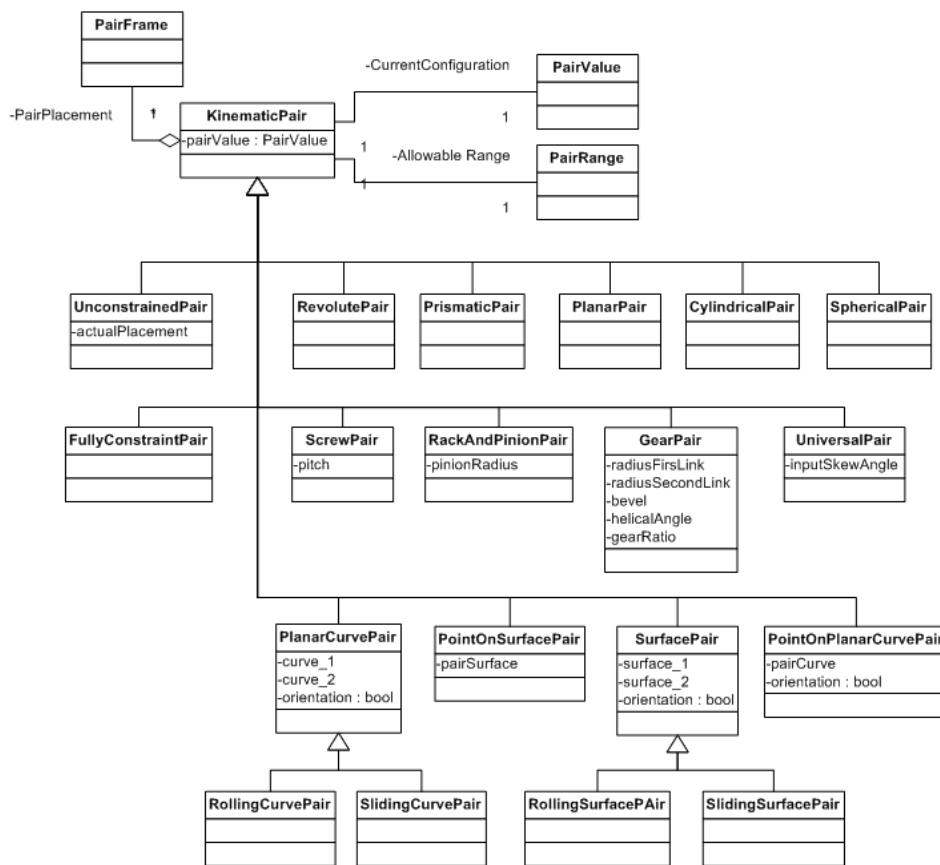 PairFrame
-CurrentConfiguration
PairValue
-PairPlacement
1
KinematicPair
1
-pairValue : PairValue
1
-Allowable Range
PairRange
1
1
UnconstrainedPair
-actualPlacement
RevolutePair
PrismaticPair
PlanarPair
CylindricalPair
SphericalPair
FullyConstraintPair
ScrewPair
-pitch
RackAndPinionPair
-pinionRadius
GearPair
-radiusFirsLink
-radiusSecondLink
-bevel
-helicalAngle
-gearRatio
UniversalPair
-inputSkewAngle
PlanarCurvePair
-curve_1
-curve_2
-orientation : bool
PointOnSurfacePair
-pairSurface
SurfacePair
-surface_1
-surface_2
-orientation : bool
PointOnPlanarCurvePair
-pairCurve
-orientation : bool
RollingCurvePair
SlidingCurvePair
RollingSurfacePAir
SlidingSurfacePair